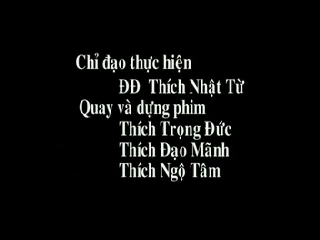 Chỉ đạo thực hiện
ĐĐ Thích Nhật Từ
Quay và dựng phim
Thích Trọng Đức
Thích Đạo Mãnh
Thích Ngộ Tâm